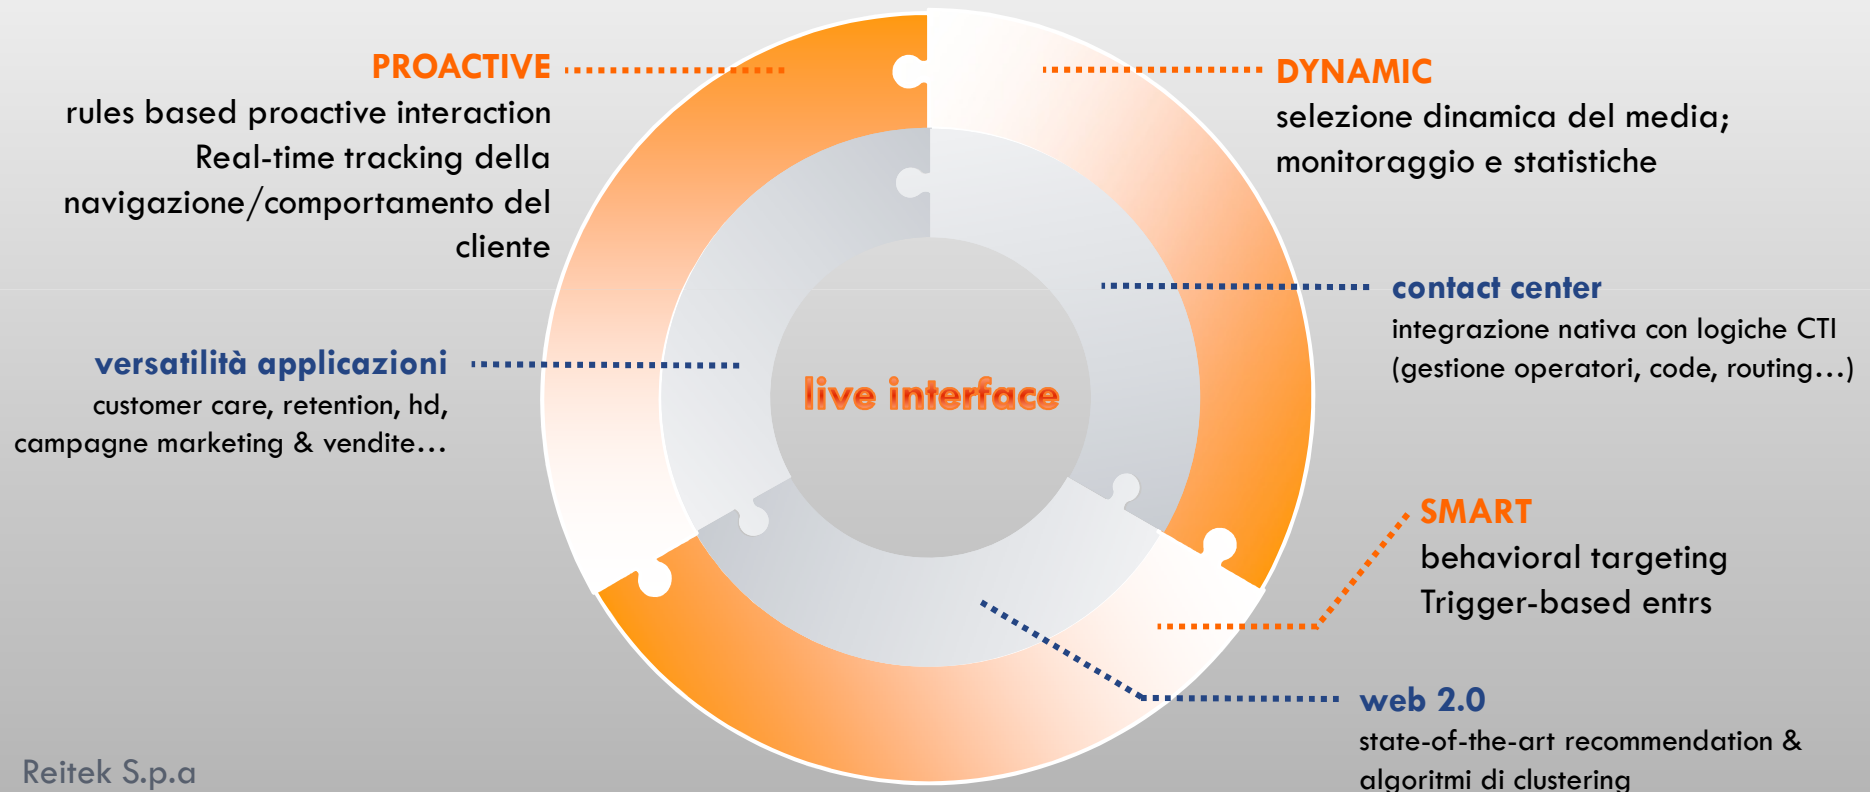 PROACTIVE
rules based proactive interaction
Real-time tracking della
navigazione/comportamento del
cliente
DYNAMIC
selezione dinamica del media;
monitoraggio e statistiche
contact center
integrazione nativa con logiche CTI
(gestione operatori, code, routing...)
versatilità applicazioni
customer care, retention, hd,
campagne marketing & vendite...
live interface
SMART
behavioral targeting
Trigger-based entrs
web 2.0
state-of-the-art recommendation &
algoritmi di clustering
Reitek S.p.a